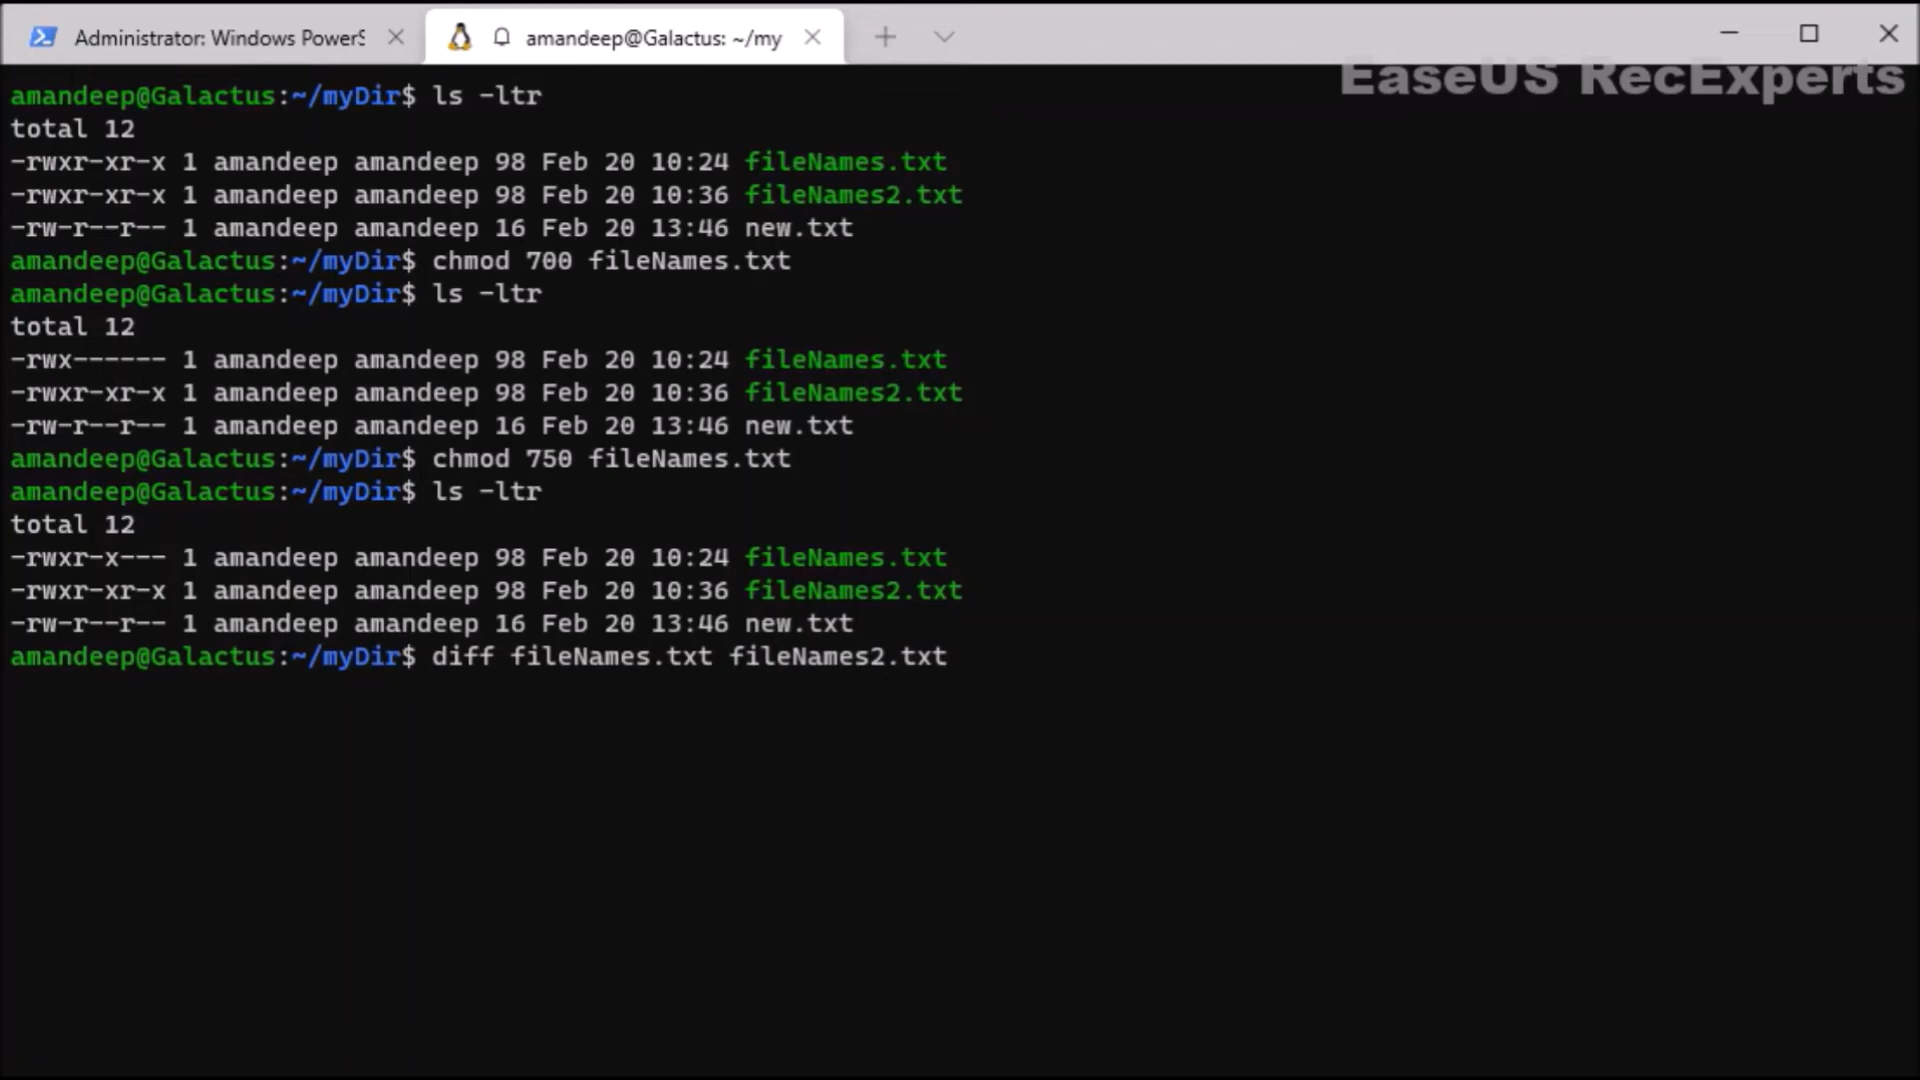 Administrator: Windows PowerS
amandeep@Galactus: ~/my
EaseUS RecExperts
amandeep@Galactus:~/myDir$ ls -ltr
total 12
-rwxr-xr-x 1 amandeep amandeep 98 Feb 20 10:24 fileNames.txt
-rwxr-xr-x 1 amandeep amandeep 98 Feb 20 10:36 fileNames2.txt
-rw-r--r-- 1 amandeep amandeep 16 Feb 20 13:46 new.txt
amandeep@Galactus:~/myDir$ chmod 700 fileNames.txt
amandeep@Galactus:~/myDir$ ls -ltr
total 12
-rwx------ 1 amandeep amandeep 98 Feb 20 10:24 fileNames.txt
-rwxr-xr-x 1 amandeep amandeep 98 Feb 20 10:36 fileNames2.txt
-rw-r--r-- 1 amandeep amandeep 16 Feb 20 13:46 new.txt
amandeep@Galactus:~/myDir$ chmod 750 fileNames.txt
amandeep@Galactus:~/myDir$ ls -ltr
total 12
-rwxr-x--- 1 amandeep amandeep 98 Feb 20 10:24 fileNames.txt
-rwxr-xr-x 1 amandeep amandeep 98 Feb 20 10:36 fileNames2.txt
-rw-r--r-- 1 amandeep amandeep 16 Feb 20 13:46 new.txt
amandeep@Galactus:~/myDir$ diff fileNames.txt fileNames2.txt